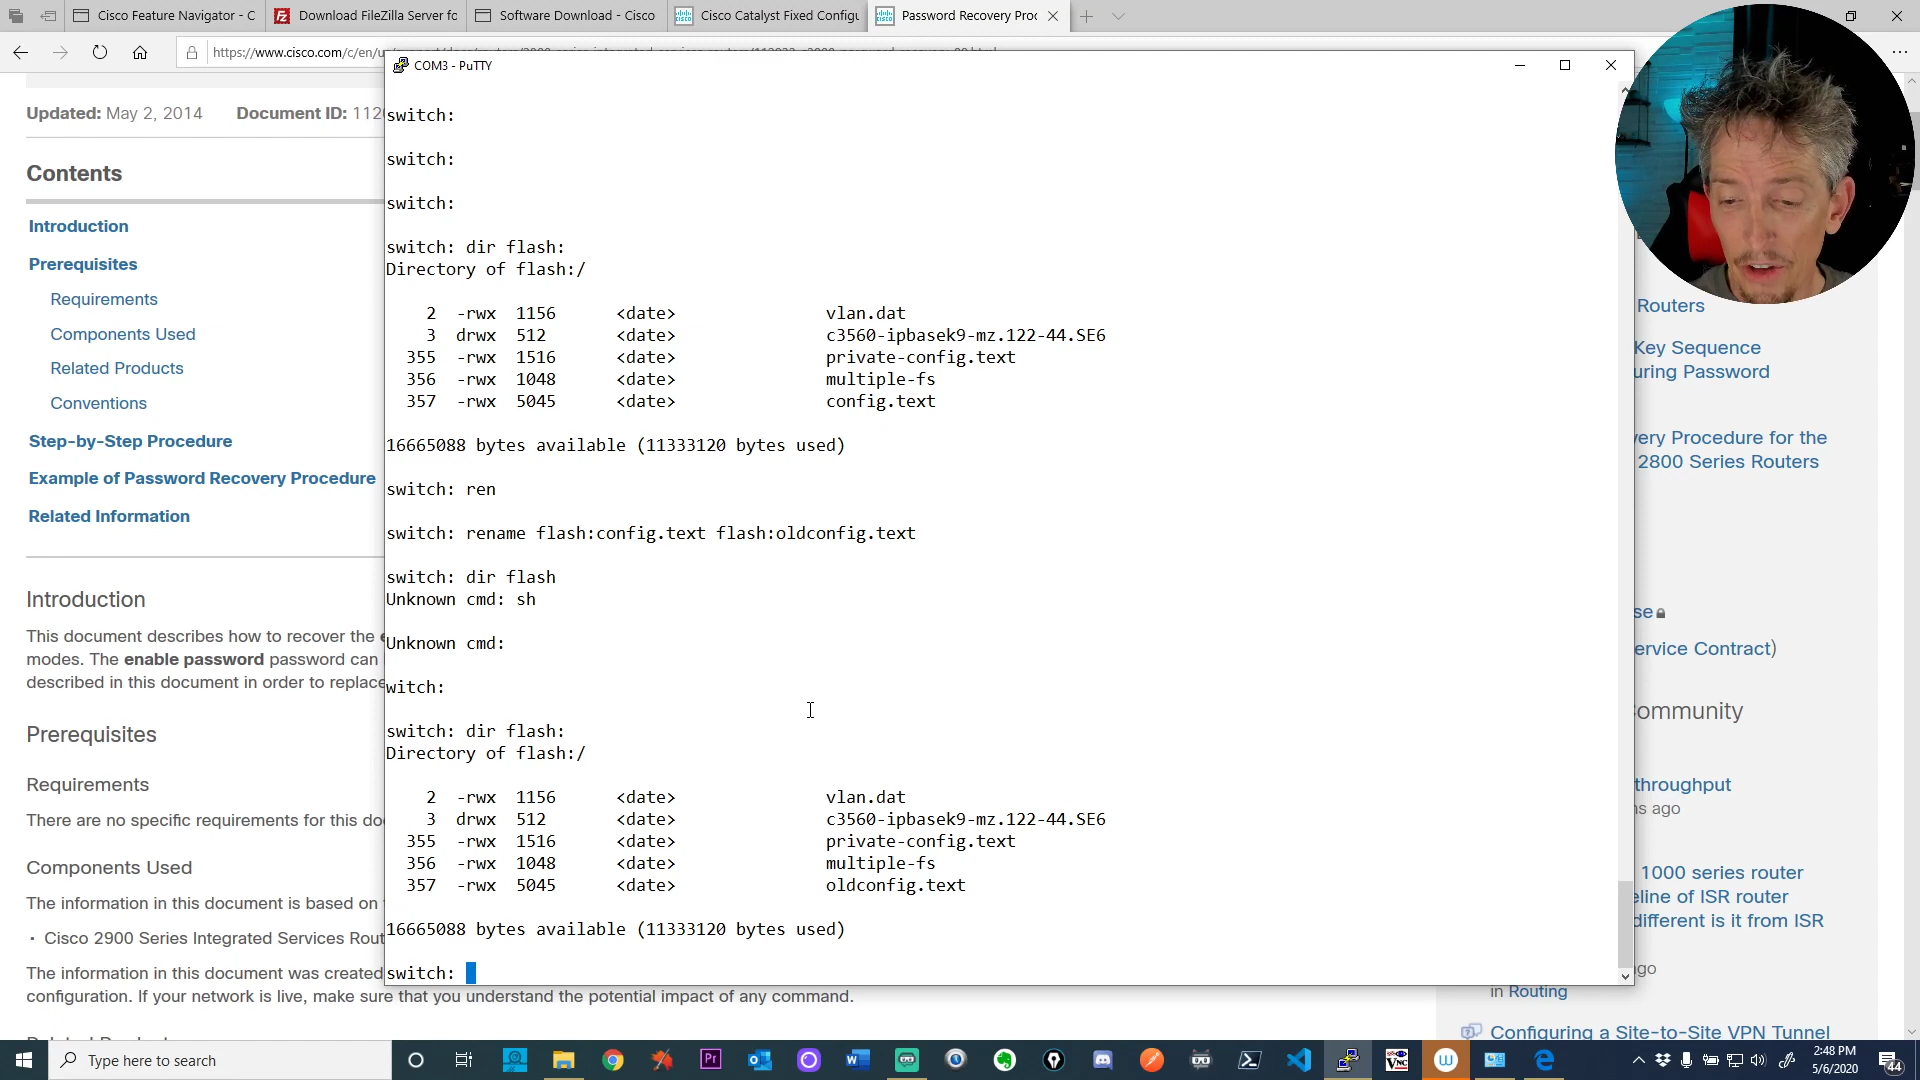 Cisco Feature Navigator - C
Download FileZilla Server fo
Software Download - Cisco
Cisco Catalyst Fixed Configu
Password Recovery Proc
https://www.cisco.com/c/en/u
Updated: May 2, 2014 Document ID: 112
Contents
Introduction
Prerequisites
Requirements
Components Used
Related Products
Conventions
Step-by-Step Procedure
Example of Password Recovery Procedure
Related Information
Introduction
This document describes how to recover the
modes. The enable password password can
described in this document in order to replace
Prerequisites
Requirements
There are no specific requirements for this do
Components Used
The information in this document is based on
· Cisco 2900 Series Integrated Services Rout
The information in this document was created
configuration. If your network is live, make sure that you understand the potential impact of any command.
COM3 - PuTTY
switch:
switch:
switch:
switch: dir flash:
Directory of flash:/
2 -rwx 1156 <date> vlan.dat
3 drwx 512 <date> c3560-ipbasek9-mz.122-44.SE6
355 -rwx 1516 <date> private-config.text
356 -rwx 1048 <date> multiple-fs
357 -rwx 5045 <date> config.text
16665088 bytes available (11333120 bytes used)
switch: ren
switch: rename flash:config.text flash:oldconfig.text
switch: dir flash
Unknown cmd: sh
Unknown cmd:
witch:
switch: dir flash:
Directory of flash:/
2 -rwx 1156 <date> vlan.dat
3 drwx 512 <date> c3560-ipbasek9-mz.122-44.SE6
355 -rwx 1516 <date> private-config.text
356 -rwx 1048 <date> multiple-fs
357 -rwx 5045 <date> oldconfig.text
16665088 bytes available (11333120 bytes used)
switch:
Routers
Key Sequence
uring Password
very Procedure for the
2800 Series Routers
se
ervice Contract)
ommunity
throughput
ns ago
1000 series router
eline of ISR router
different is it from ISR
go
in Routing
Configuring a Site-to-Site VPN Tunnel
Type here to search
Pr
W
VNC
W
2:48 PM
5/6/2020
44